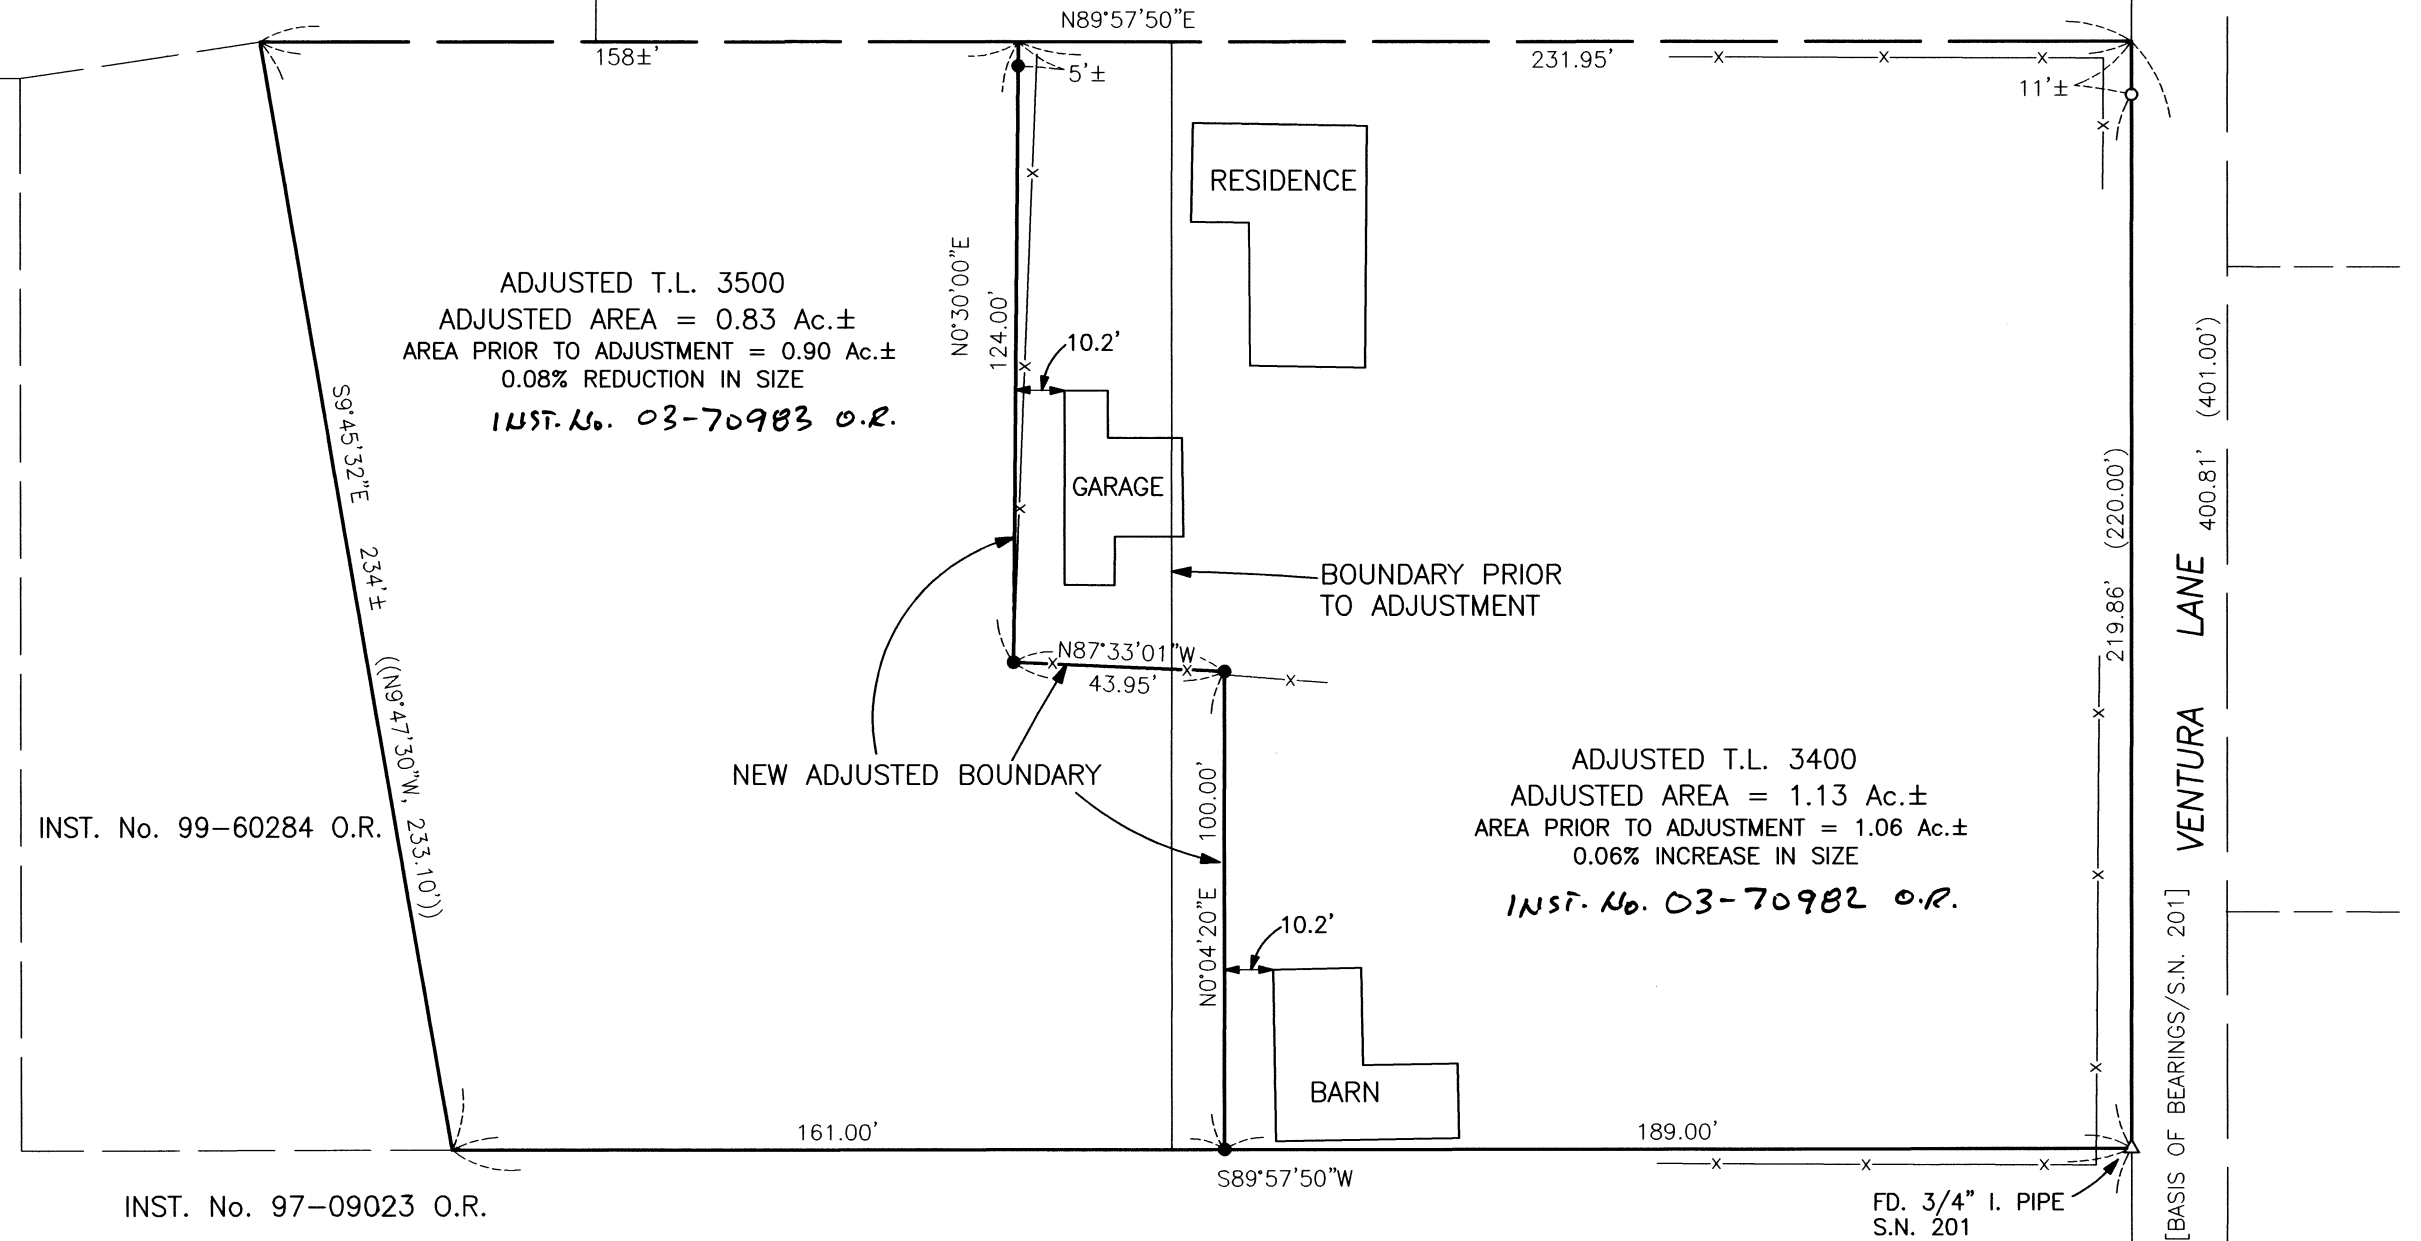 N89°57'50"E
158±'
5'±
231.95'
11'±
RESIDENCE
ADJUSTED T.L. 3500
ADJUSTED AREA = 0.83 Ac.±
AREA PRIOR TO ADJUSTMENT = 0.90 Ac.±
0.08% REDUCTION IN SIZE
INST. No. 03-70983 O.R.
N0°30'00"E
124.00'
10.2'
GARAGE
S9°45'32"E 234'± ((N9°47'30"W, 233.10'))
BOUNDARY PRIOR
TO ADJUSTMENT
N87°33'01"W
43.95'
NEW ADJUSTED BOUNDARY
219.86' (220.00')
400.81' (401.00')
VENTURA LANE
[BASIS OF BEARINGS/S.N. 201]
ADJUSTED T.L. 3400
ADJUSTED AREA = 1.13 Ac.±
AREA PRIOR TO ADJUSTMENT = 1.06 Ac.±
0.06% INCREASE IN SIZE
INST. No. 03-70982 O.R.
INST. No. 99-60284 O.R.
N0°04'20"E 100.00'
10.2'
BARN
161.00'
189.00'
S89°57'50"W
INST. No. 97-09023 O.R.
FD. 3/4" I. PIPE
S.N. 201